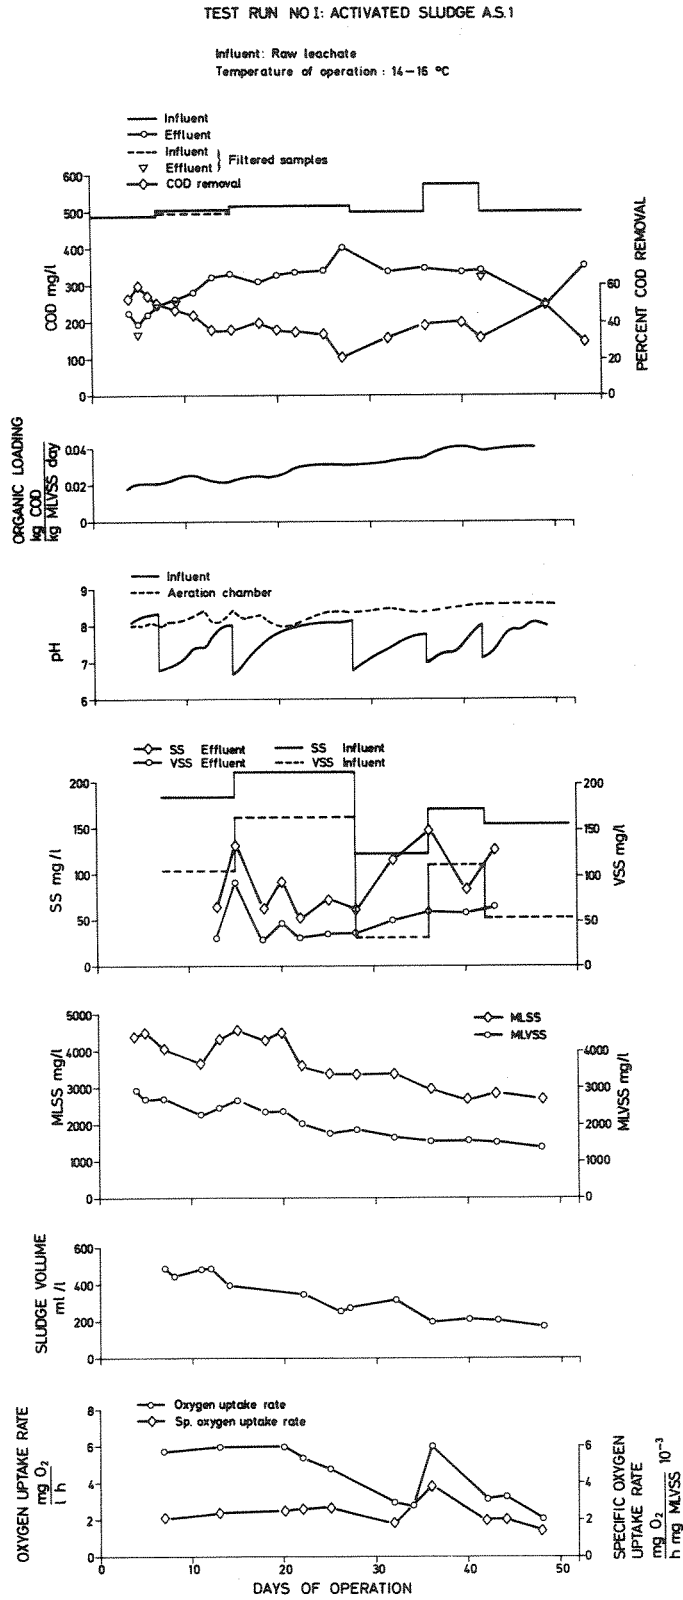 TEST RUN NO I: ACTIVATED SLUDGE A.S.1
Influent: Raw leachate
Temperature of operation : 14–16 °C
Influent
Effluent
Influent
Effluent
Filtered samples
COD removal
600
500
400
300
200
100
0
COD mg/l
60
40
20
0
PERCENT COD REMOVAL
ORGANIC LOADING
kg COD
kg MLVSS day
0.04
0.02
0
Influent
Aeration chamber
9
8
7
6
pH
SS Effluent
SS Influent
VSS Effluent
VSS Influent
200
150
100
50
0
SS mg/l
200
150
100
50
0
VSS mg/l
MLSS
MLVSS
5000
4000
3000
2000
1000
0
MLSS mg/l
4000
3000
2000
1000
0
MLVSS mg/l
600
400
200
0
SLUDGE VOLUME
ml/l
Oxygen uptake rate
Sp. oxygen uptake rate
8
6
4
2
0
OXYGEN UPTAKE RATE
mg O2
l h
6
4
2
0
SPECIFIC OXYGEN
UPTAKE RATE
mg O2 10⁻³
h mg MLVSS
0 10 20 30 40 50
DAYS OF OPERATION